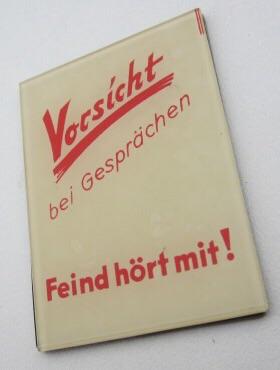 Vorsicht
bei Gesprächen
Feind hört mit!